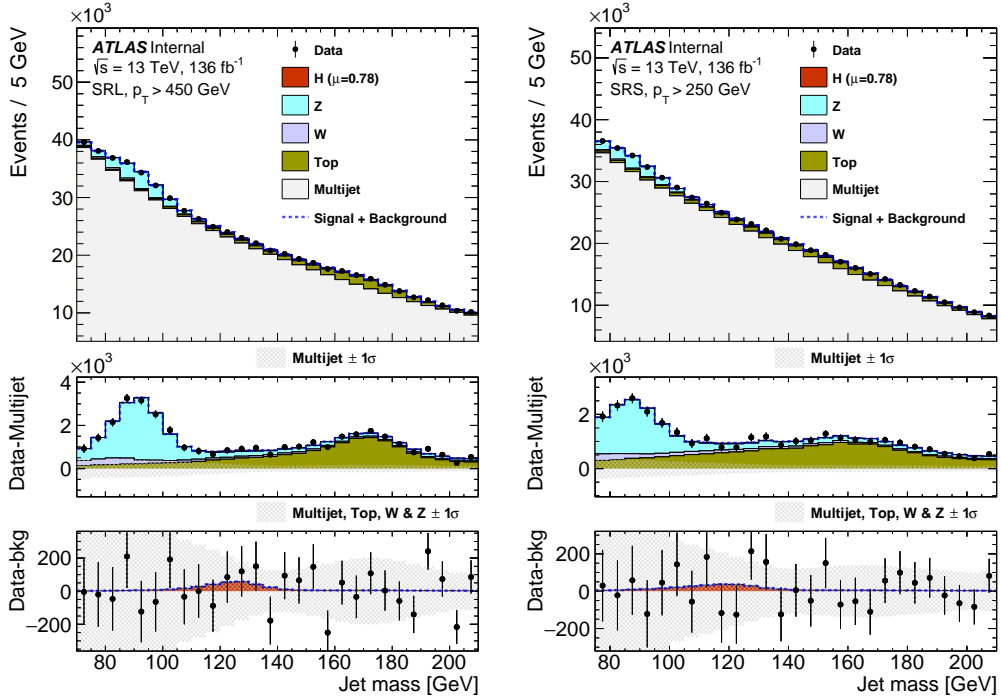 ×10³
Events / 5 GeV
ATLAS Internal
√s = 13 TeV, 136 fb⁻¹
SRL, p_T > 450 GeV
Data
H (μ=0.78)
Z
W
Top
Multijet
Signal + Background
50
40
30
20
10
Multijet ± 1σ
×10³
Data-Multijet
4
2
0
Multijet, Top, W & Z ± 1σ
Data-bkg
200
0
−200
80 100 120 140 160 180 200
Jet mass [GeV]
×10³
Events / 5 GeV
ATLAS Internal
√s = 13 TeV, 136 fb⁻¹
SRS, p_T > 250 GeV
Data
H (μ=0.78)
Z
W
Top
Multijet
Signal + Background
50
40
30
20
10
Multijet ± 1σ
×10³
Data-Multijet
2
0
Multijet, Top, W & Z ± 1σ
Data-bkg
200
0
−200
80 100 120 140 160 180 200
Jet mass [GeV]